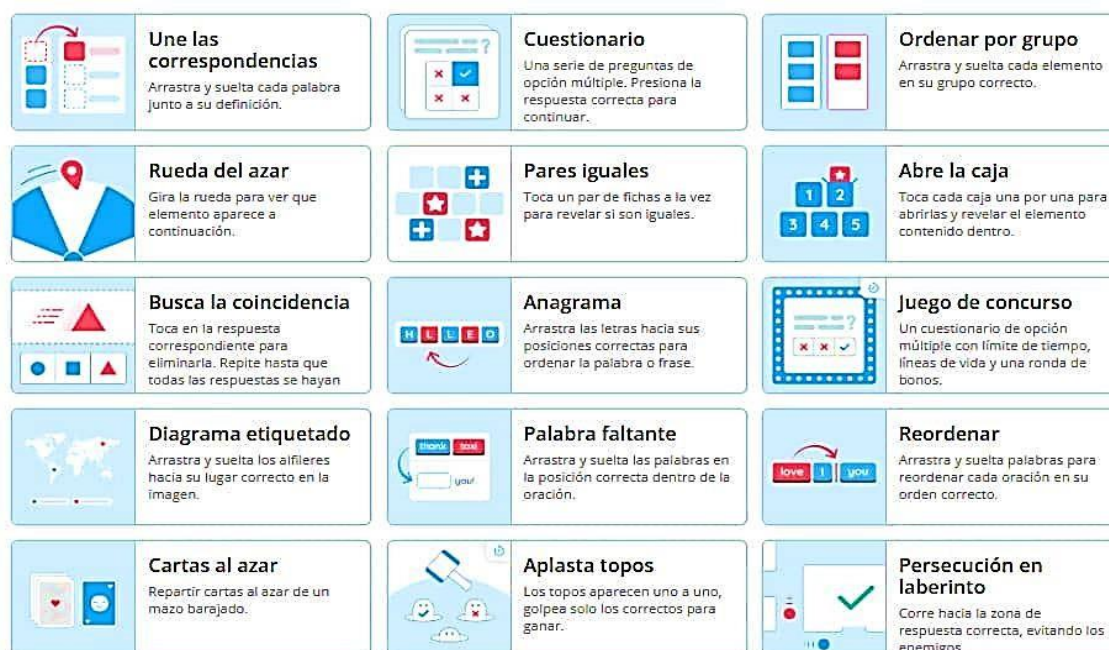 Une las
correspondencias
Arrastra y suelta cada palabra
junto a su definición.
?
Cuestionario
Una serie de preguntas de
opción múltiple. Presiona la
respuesta correcta para
continuar.
Ordenar por grupo
Arrastra y suelta cada elemento
en su grupo correcto.
Rueda del azar
Gira la rueda para ver que
elemento aparece a
continuación.
Pares iguales
Toca un par de fichas a la vez
para revelar si son iguales.
1 2
3 4 5
Abre la caja
Toca cada caja una por una para
abrirlas y revelar el elemento
contenido dentro.
Busca la coincidencia
Toca en la respuesta
correspondiente para
eliminarla. Repite hasta que
todas las respuestas se hayan
H L L E O
Anagrama
Arrastra las letras hacia sus
posiciones correctas para
ordenar la palabra o frase.
?
Juego de concurso
Un cuestionario de opción
múltiple con límite de tiempo,
líneas de vida y una ronda de
bonos.
Diagrama etiquetado
Arrastra y suelta los alfileres
hacia su lugar correcto en la
imagen.
thank taxi
you!
Palabra faltante
Arrastra y suelta las palabras en
la posición correcta dentro de la
oración.
love I you
Reordenar
Arrastra y suelta palabras para
reordenar cada oración en su
orden correcto.
Cartas al azar
Repartir cartas al azar de un
mazo barajado.
Aplasta topos
Los topos aparecen uno a uno,
golpea solo los correctos para
ganar.
Persecución en
laberinto
Corre hacia la zona de
respuesta correcta, evitando los
enemigos.